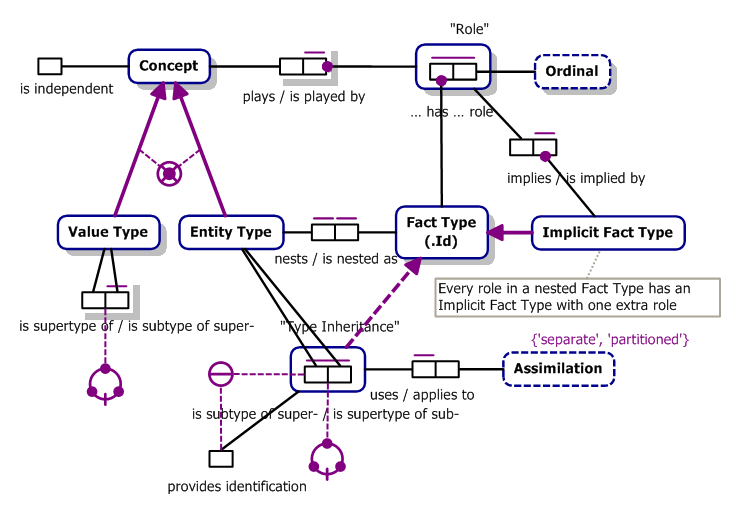 "Role"
Concept
Ordinal
is independent
plays / is played by
... has ... role
implies / is implied by
Value Type
Entity Type
Fact Type
(.Id)
Implicit Fact Type
nests / is nested as
Every role in a nested Fact Type has an
Implicit Fact Type with one extra role
is supertype of / is subtype of super-
"Type Inheritance"
{'separate', 'partitioned'}
Assimilation
uses / applies to
is subtype of super- / is supertype of sub-
provides identification